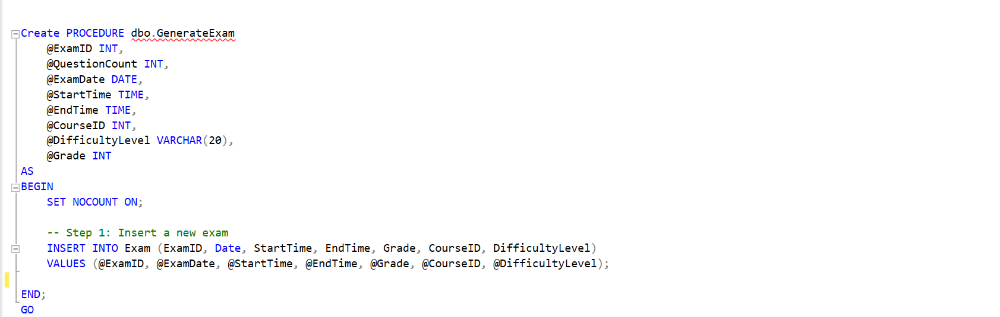 Create PROCEDURE dbo.GenerateExam
    @ExamID INT,
    @QuestionCount INT,
    @ExamDate DATE,
    @StartTime TIME,
    @EndTime TIME,
    @CourseID INT,
    @DifficultyLevel VARCHAR(20),
    @Grade INT
AS
BEGIN
    SET NOCOUNT ON;
    -- Step 1: Insert a new exam
    INSERT INTO Exam (ExamID, Date, StartTime, EndTime, Grade, CourseID, DifficultyLevel)
    VALUES (@ExamID, @ExamDate, @StartTime, @EndTime, @Grade, @CourseID, @DifficultyLevel);
END;
GO